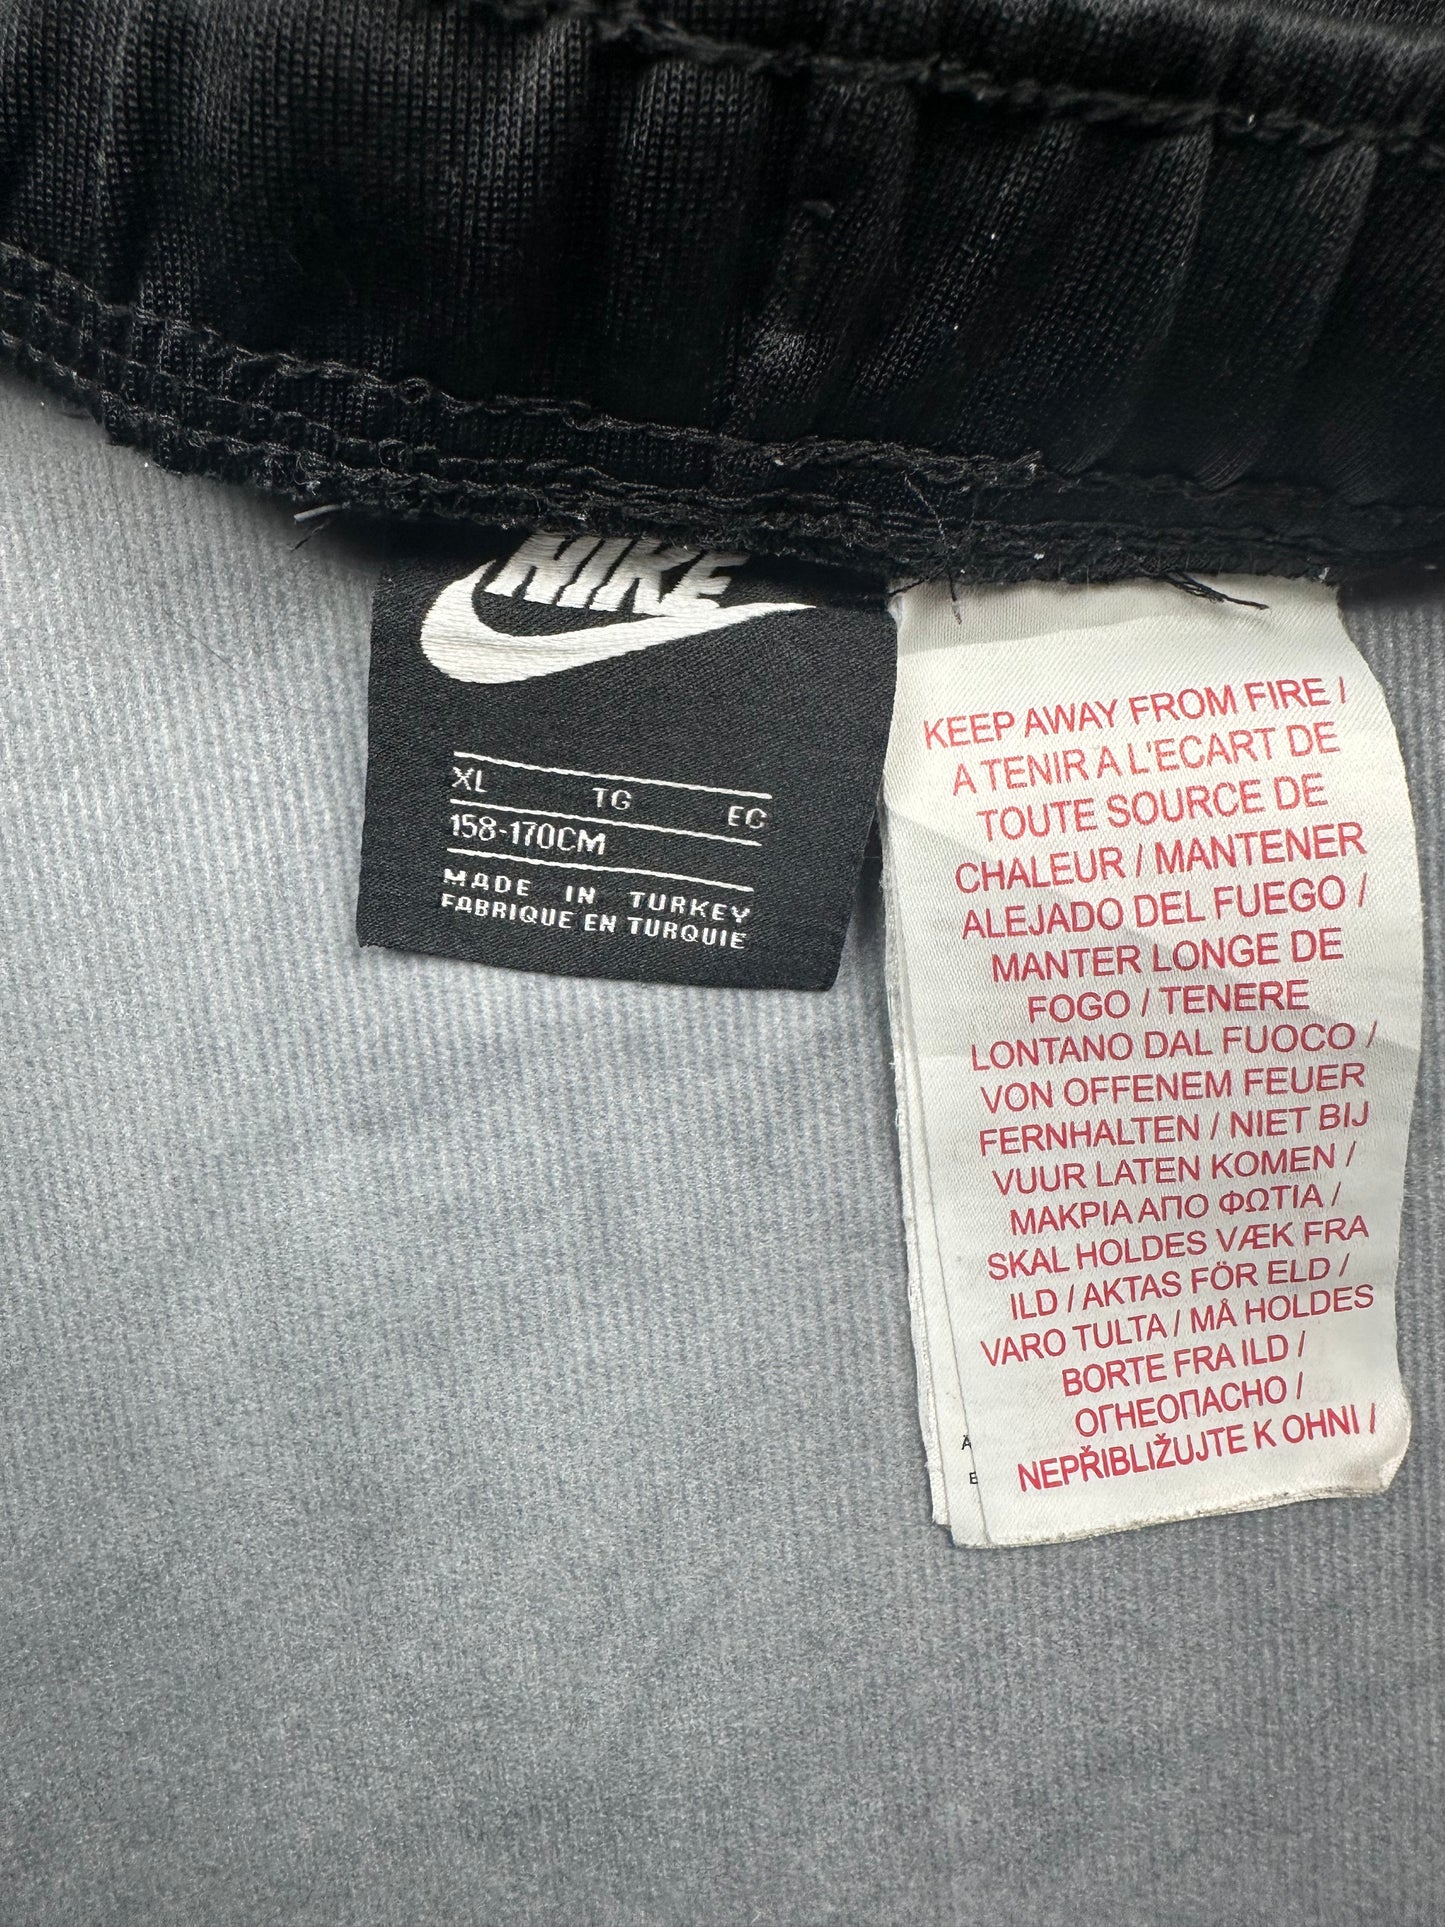 NIKE
XL TG EG
158-170CM
MADE IN TURKEY
FABRIQUE EN TURQUIE
KEEP AWAY FROM FIRE /
A TENIR A L'ECART DE
TOUTE SOURCE DE
CHALEUR / MANTENER
ALEJADO DEL FUEGO /
MANTER LONGE DE
FOGO / TENERE
LONTANO DAL FUOCO /
VON OFFENEM FEUER
FERNHALTEN / NIET BIJ
VUUR LATEN KOMEN /
ΜΑΚΡΙΑ ΑΠΟ ΦΩΤΙΑ /
SKAL HOLDES VÆK FRA
ILD / AKTAS FÖR ELD /
VARO TULTA / MÅ HOLDES
BORTE FRA ILD /
ОГНЕОПАСНО /
NEPŘIBLIŽUJTE K OHNI /